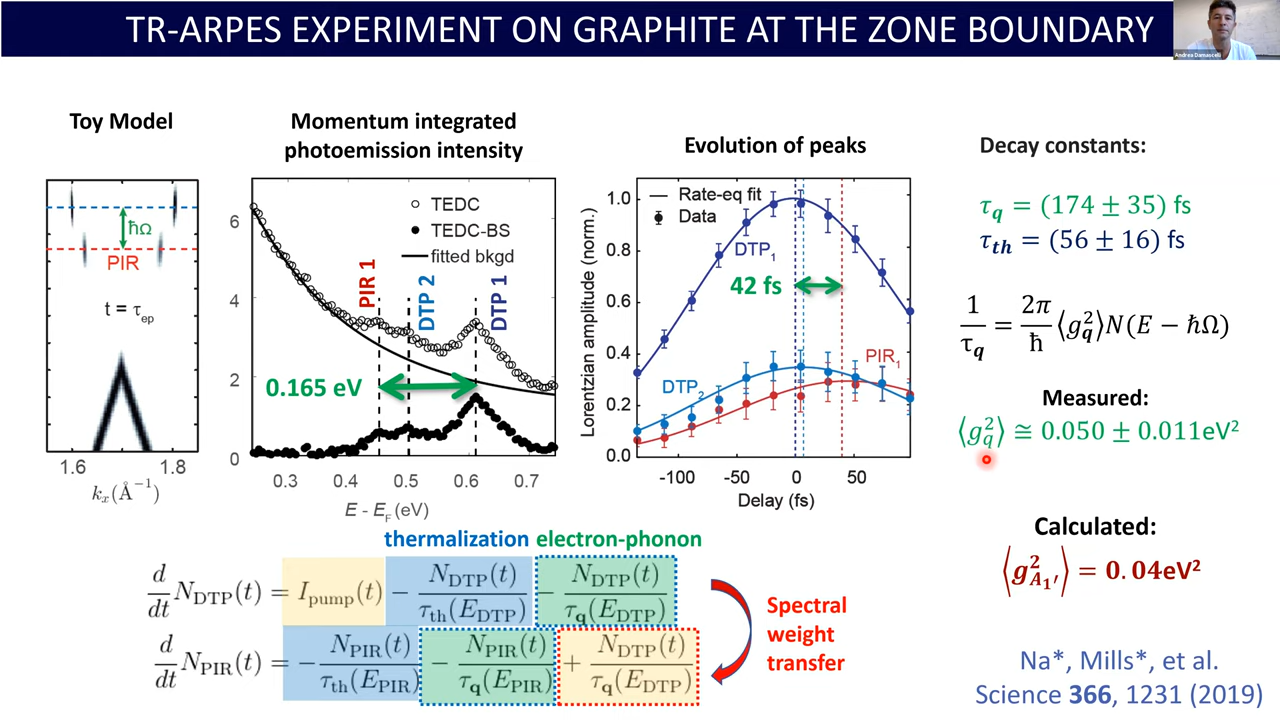 TR-ARPES EXPERIMENT ON GRAPHITE AT THE ZONE BOUNDARY
Andrea Damascelli
Toy Model
ħΩ
PIR
t = τep
1.6 1.8
kx(Å⁻¹)
Momentum integrated
photoemission intensity
TEDC
TEDC-BS
fitted bkgd
PIR 1
DTP 2
DTP 1
0.165 eV
6
4
2
0
0.3 0.4 0.5 0.6 0.7
E - EF (eV)
Evolution of peaks
Rate-eq fit
Data
DTP₁
42 fs
PIR₁
DTP₂
Lorentzian amplitude (norm.)
1.0
0.8
0.6
0.4
0.2
0.0
-100 -50 0 50
Delay (fs)
Decay constants:
τq = (174 ± 35) fs
τth = (56 ± 16) fs
1/τq = 2π/ħ ⟨gq²⟩N(E − ħΩ)
Measured:
⟨gq²⟩ ≅ 0.050 ± 0.011eV²
Calculated:
⟨g²A₁′⟩ = 0.04eV²
thermalization electron-phonon
d/dt NDTP(t) = Ipump(t) − NDTP(t)/τth(EDTP) − NDTP(t)/τq(EDTP)
d/dt NPIR(t) = − NPIR(t)/τth(EPIR) − NPIR(t)/τq(EPIR) + NDTP(t)/τq(EDTP)
Spectral
weight
transfer
Na*, Mills*, et al.
Science 366, 1231 (2019)